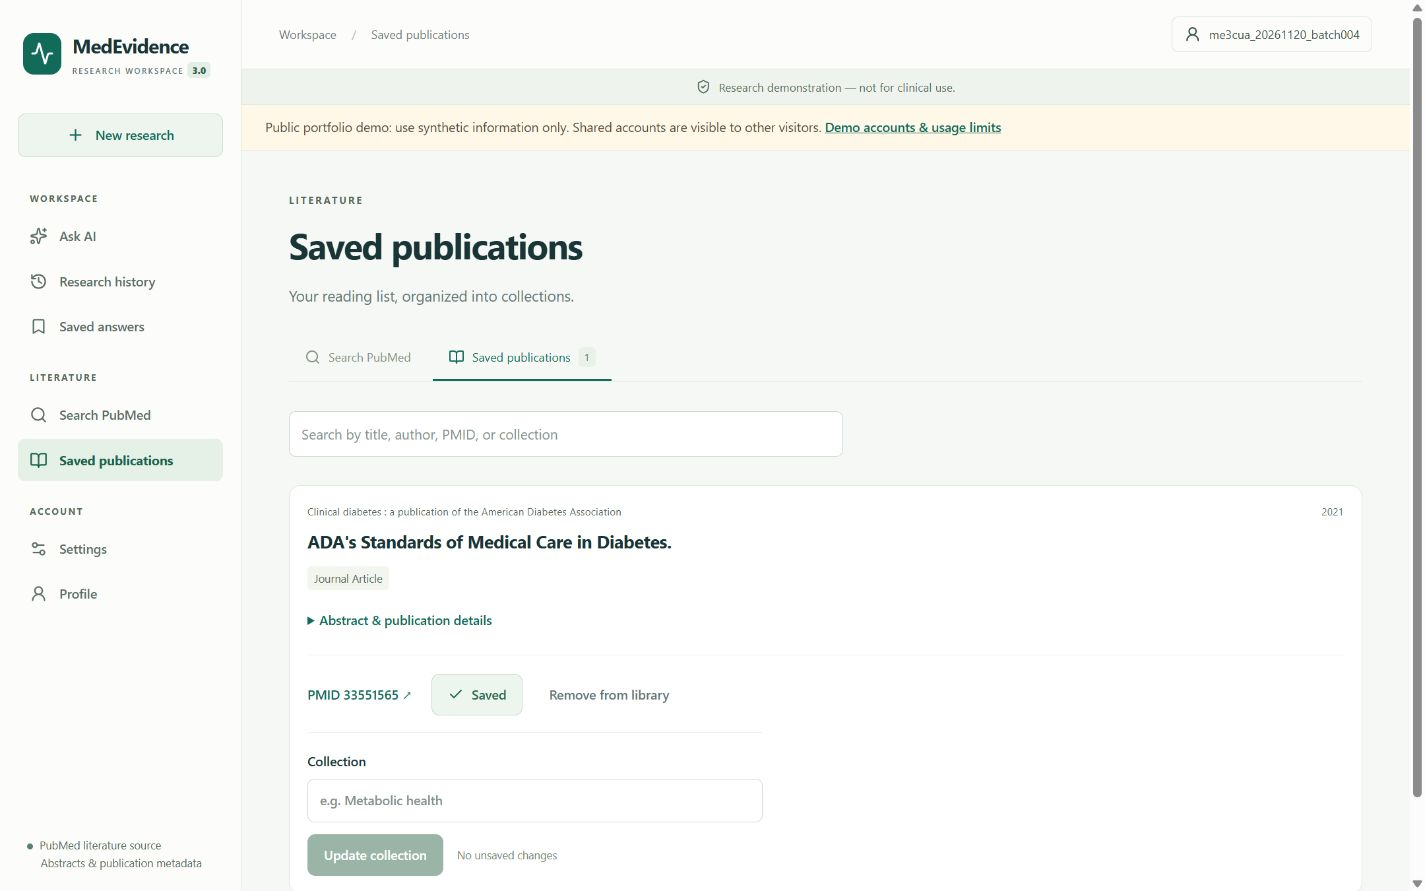 MedEvidence
RESEARCH WORKSPACE 3.0
New research
WORKSPACE
Ask AI
Research history
Saved answers
LITERATURE
Search PubMed
Saved publications
ACCOUNT
Settings
Profile
PubMed literature source
Abstracts & publication metadata
Workspace / Saved publications
me3cua_20261120_batch004
Research demonstration — not for clinical use.
Public portfolio demo: use synthetic information only. Shared accounts are visible to other visitors. Demo accounts & usage limits
LITERATURE
Saved publications
Your reading list, organized into collections.
Search PubMed
Saved publications 1
Search by title, author, PMID, or collection
Clinical diabetes : a publication of the American Diabetes Association 2021
ADA's Standards of Medical Care in Diabetes.
Journal Article
Abstract & publication details
PMID 33551565 ↗ Saved Remove from library
Collection
e.g. Metabolic health
Update collection No unsaved changes